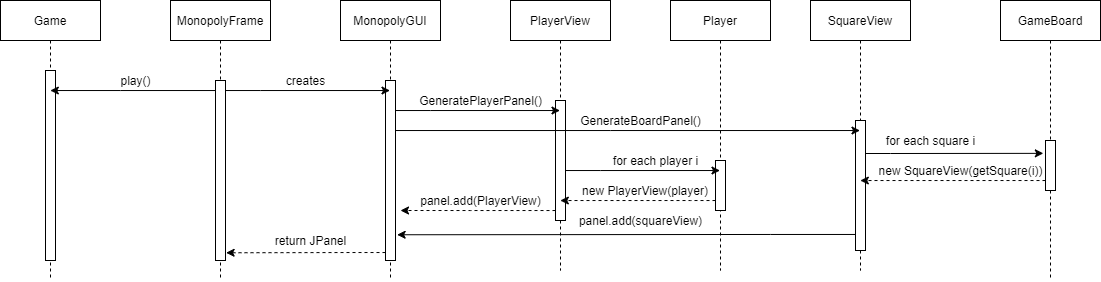 Game
MonopolyFrame
MonopolyGUI
PlayerView
Player
SquareView
GameBoard
play()
creates
GeneratePlayerPanel()
GenerateBoardPanel()
for each square i
for each player i
new SquareView(getSquare(i))
new PlayerView(player)
panel.add(PlayerView)
panel.add(squareView)
return JPanel